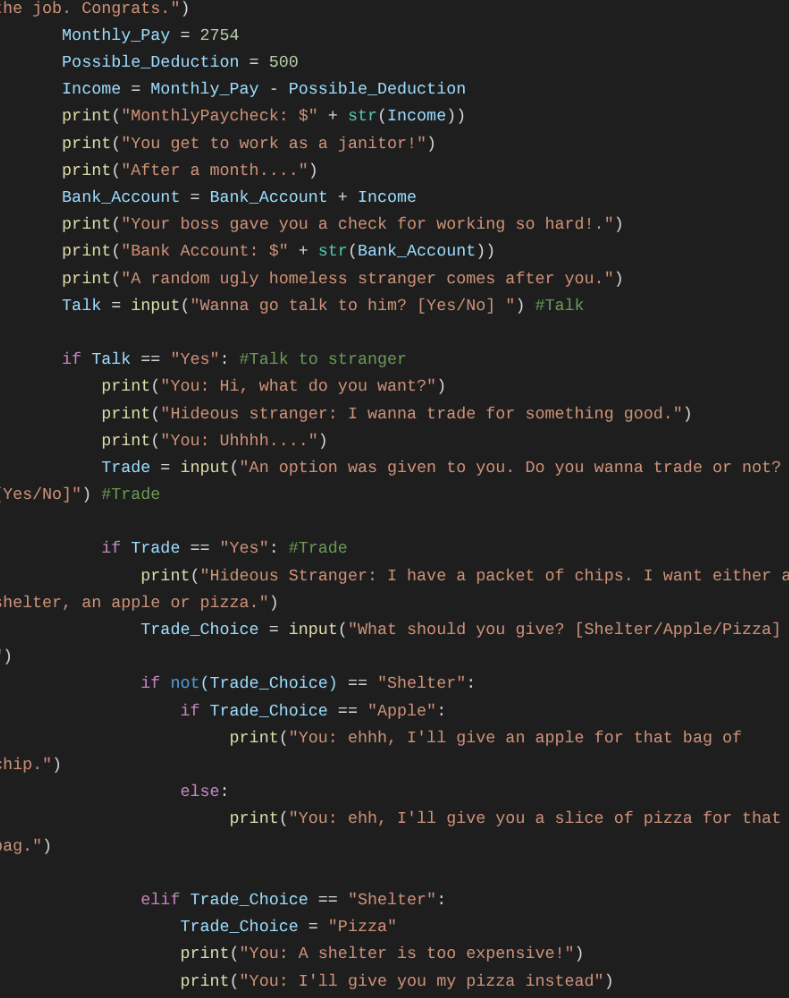 the job. Congrats.")
Monthly_Pay = 2754
Possible_Deduction = 500
Income = Monthly_Pay - Possible_Deduction
print("MonthlyPaycheck: $" + str(Income))
print("You get to work as a janitor!")
print("After a month....")
Bank_Account = Bank_Account + Income
print("Your boss gave you a check for working so hard!.")
print("Bank Account: $" + str(Bank_Account))
print("A random ugly homeless stranger comes after you.")
Talk = input("Wanna go talk to him? [Yes/No] ") #Talk
if Talk == "Yes": #Talk to stranger
print("You: Hi, what do you want?")
print("Hideous stranger: I wanna trade for something good.")
print("You: Uhhhh....")
Trade = input("An option was given to you. Do you wanna trade or not?
[Yes/No]") #Trade
if Trade == "Yes": #Trade
print("Hideous Stranger: I have a packet of chips. I want either a
shelter, an apple or pizza.")
Trade_Choice = input("What should you give? [Shelter/Apple/Pizza]
")
if not(Trade_Choice) == "Shelter":
if Trade_Choice == "Apple":
print("You: ehhh, I'll give an apple for that bag of
chip.")
else:
print("You: ehh, I'll give you a slice of pizza for that
bag.")
elif Trade_Choice == "Shelter":
Trade_Choice = "Pizza"
print("You: A shelter is too expensive!")
print("You: I'll give you my pizza instead")